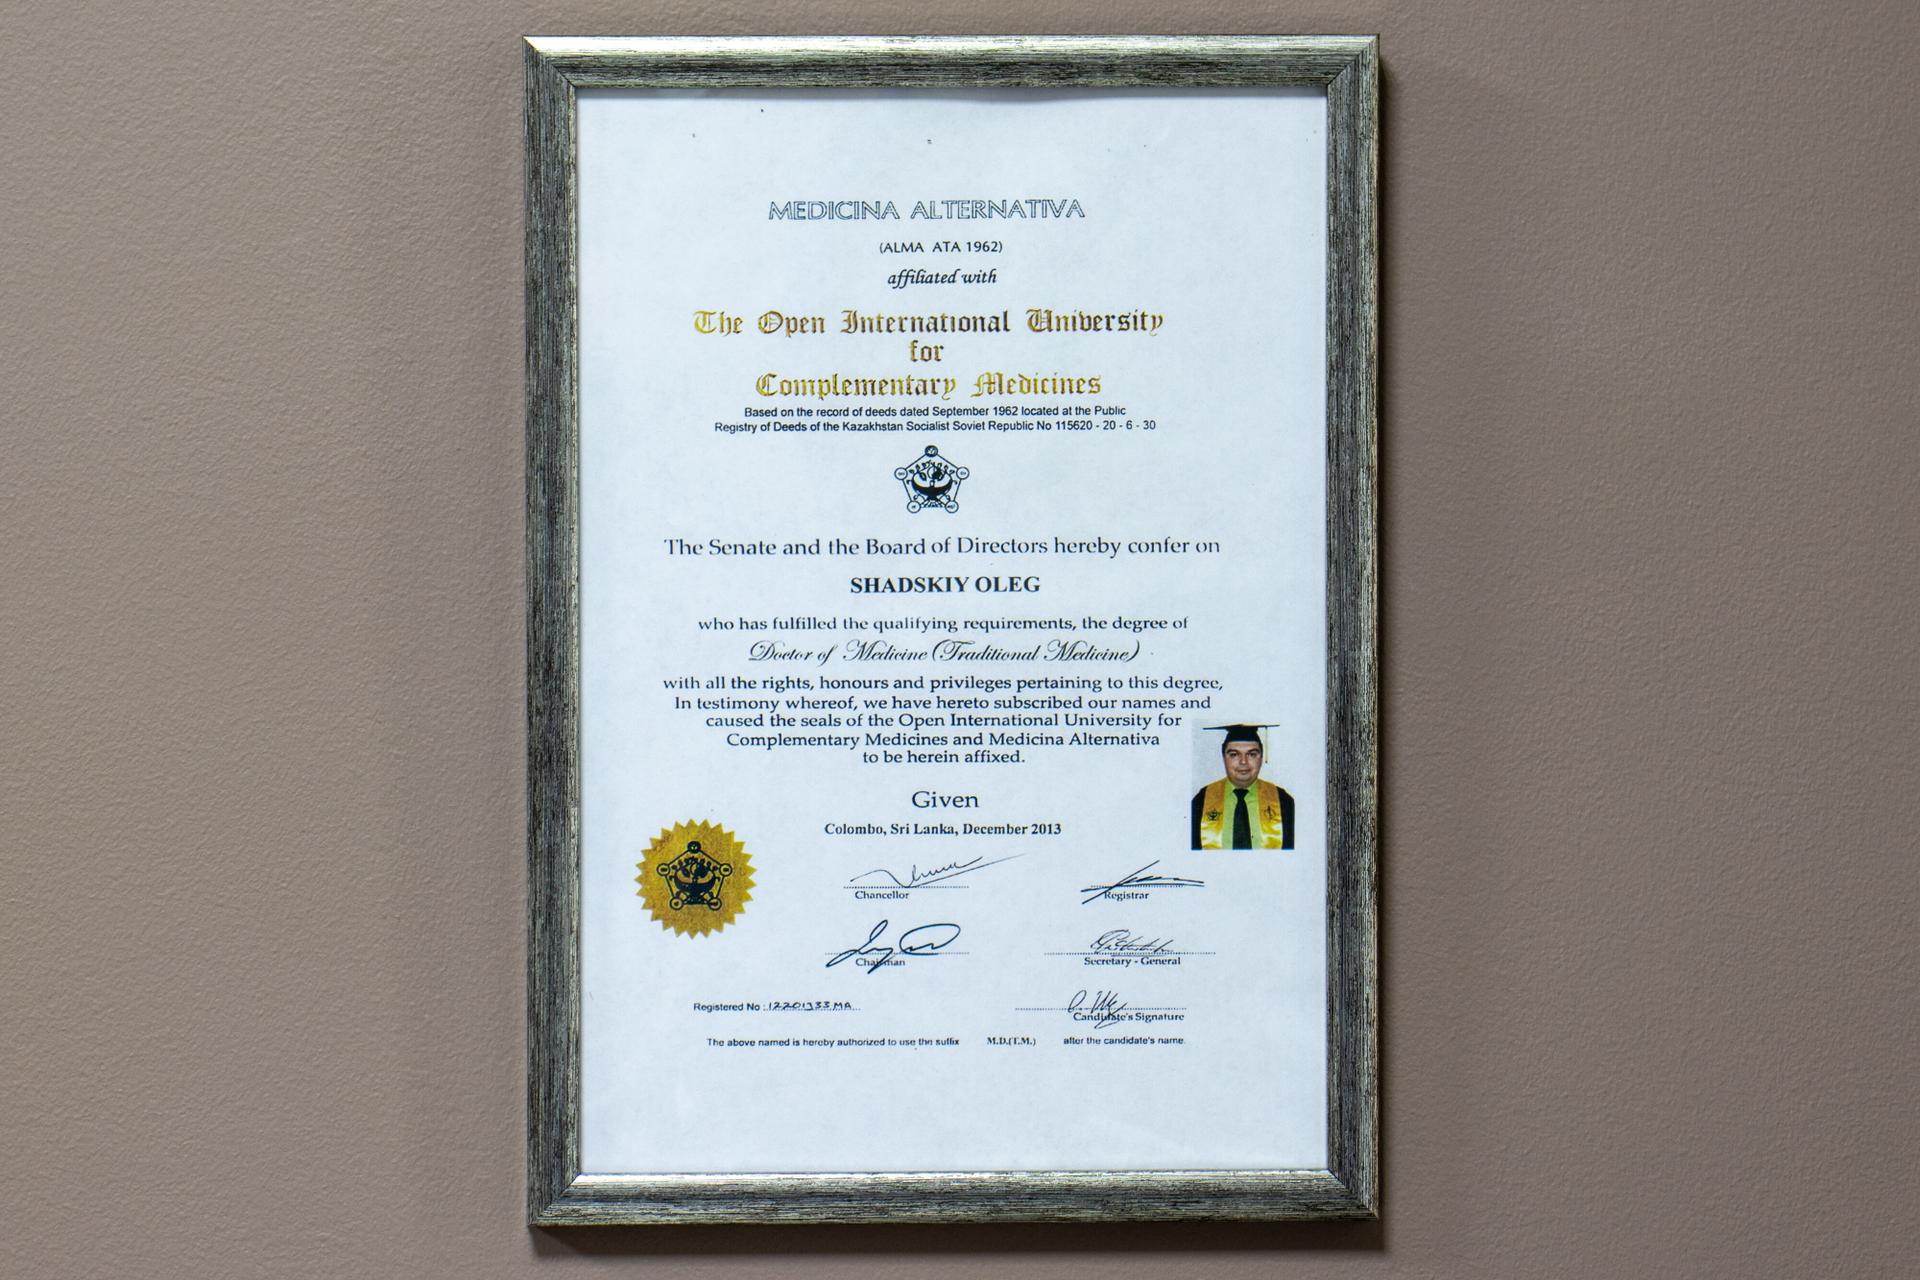 MEDICINA ALTERNATIVA
(ALMA ATA 1962)
affiliated with
The Open International University
for
Complementary Medicines
Based on the record of deeds dated September 1962 located at the Public
Registry of Deeds of the Kazakhstan Socialist Soviet Republic No 115620 - 20 - 6 - 30
The Senate and the Board of Directors hereby confer on
SHADSKIY OLEG
who has fulfilled the qualifying requirements, the degree of
Doctor of Medicine (Traditional Medicine)
with all the rights, honours and privileges pertaining to this degree,
In testimony whereof, we have hereto subscribed our names and
caused the seals of the Open International University for
Complementary Medicines and Medicina Alternativa
to be herein affixed.
Given
Colombo, Sri Lanka, December 2013
Chancellor
Registrar
Chairman
Secretary - General
Registered No :
Candidate's Signature
The above named is hereby authorized to use the suffix M.D.(T.M.) after the candidate's name.